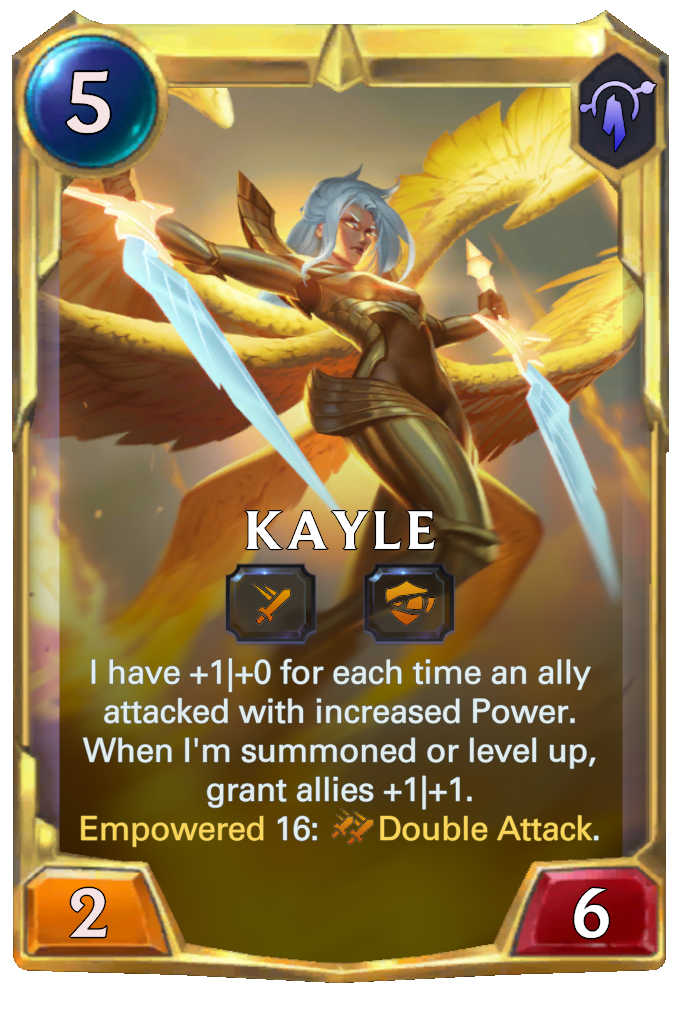 5
KAYLE
I have +1|+0 for each time an ally
attacked with increased Power.
When I'm summoned or level up,
grant allies +1|+1.
Empowered 16: Double Attack.
2
6